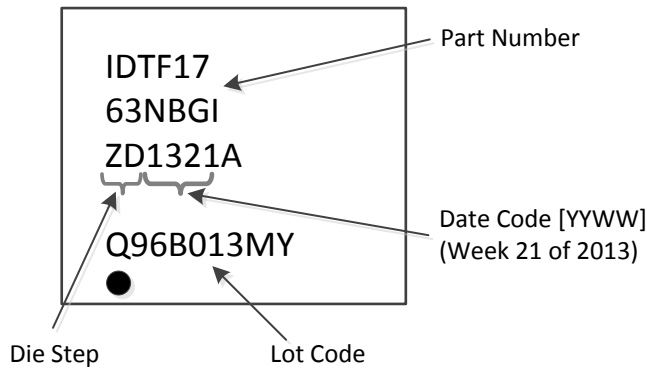 IDTF17
63NBGI
ZD1321A
Q96B013MY
Part Number
Date Code [YYWW]
(Week 21 of 2013)
Die Step
Lot Code